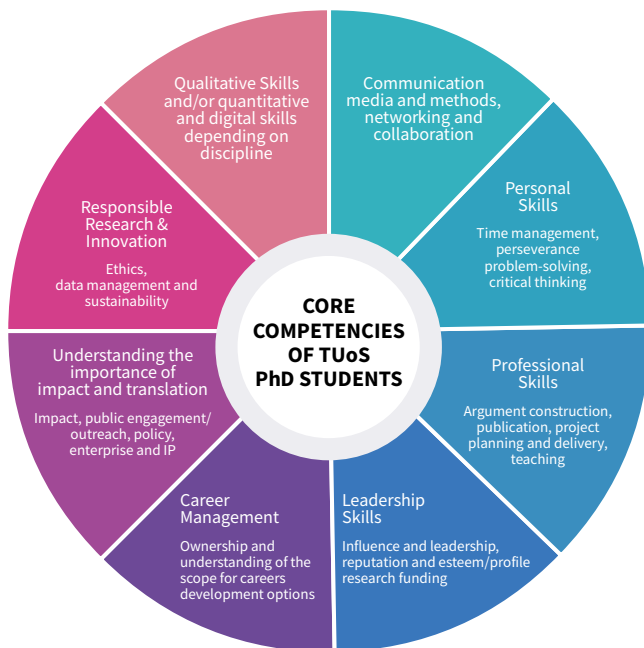 CORE
COMPETENCIES
OF TUoS
PhD STUDENTS
Communication
media and methods,
networking and
collaboration
Personal
Skills
Time management,
perseverance
problem-solving,
critical thinking
Professional
Skills
Argument construction,
publication, project
planning and delivery,
teaching
Leadership
Skills
Influence and leadership,
reputation and esteem/profile
research funding
Career
Management
Ownership and
understanding of the
scope for careers
development options
Understanding the
importance of
impact and translation
Impact, public engagement/
outreach, policy,
enterprise and IP
Responsible
Research &
Innovation
Ethics,
data management and
sustainability
Qualitative Skills
and/or quantitative
and digital skills
depending on
discipline